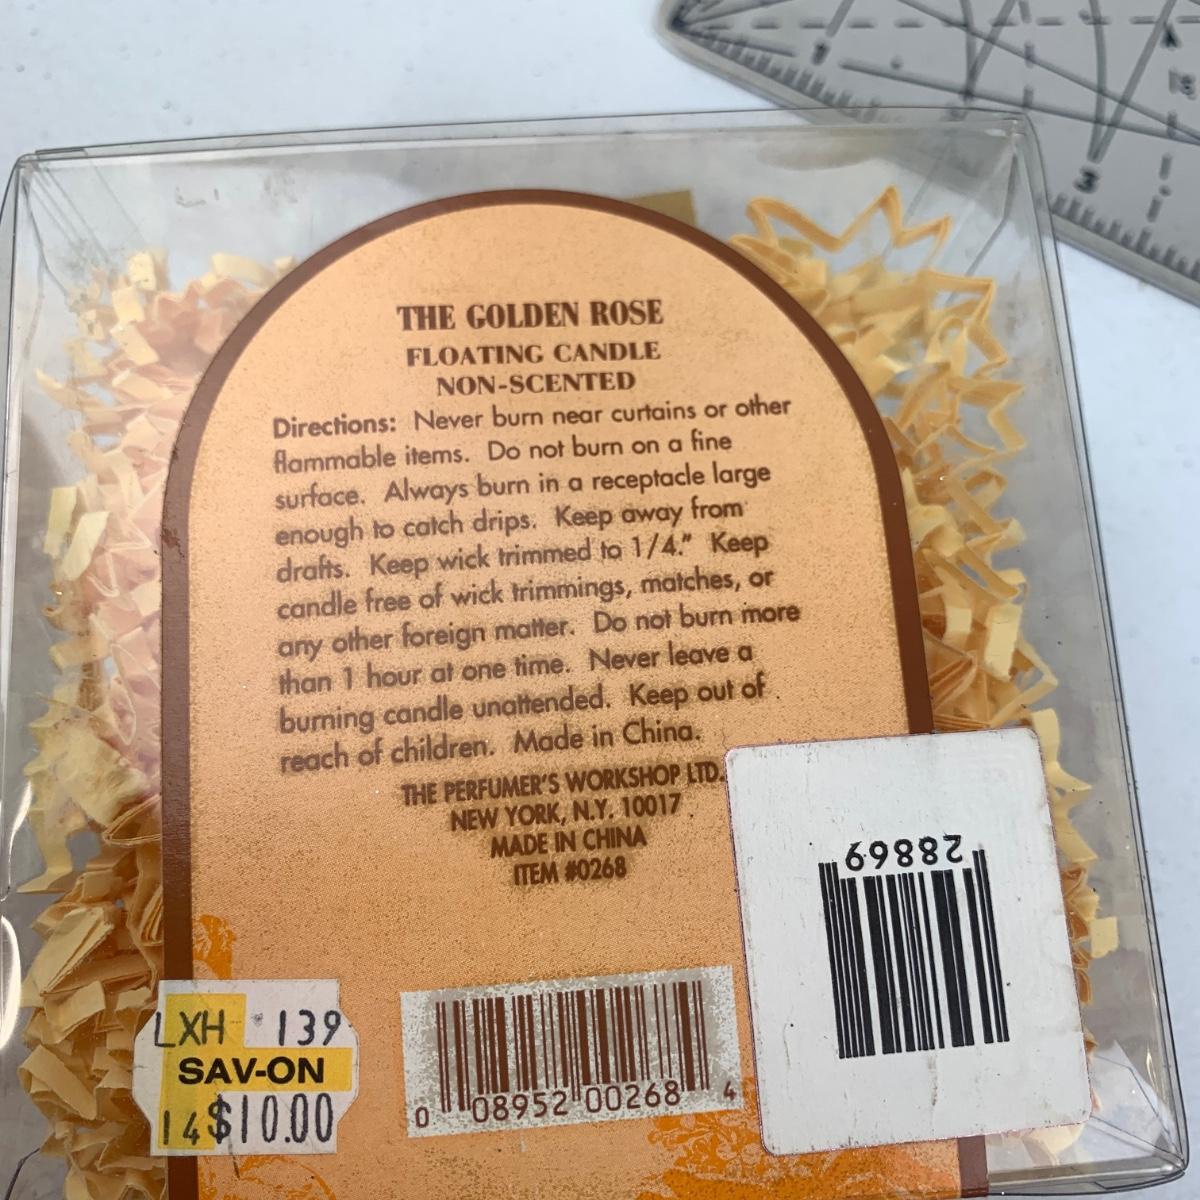 THE GOLDEN ROSE
FLOATING CANDLE
NON-SCENTED
Directions: Never burn near curtains or other
flammable items. Do not burn on a fine
surface. Always burn in a receptacle large
enough to catch drips. Keep away from
drafts. Keep wick trimmed to 1/4." Keep
candle free of wick trimmings, matches, or
any other foreign matter. Do not burn more
than 1 hour at one time. Never leave a
burning candle unattended. Keep out of
reach of children. Made in China.
THE PERFUMER'S WORKSHOP LTD.
NEW YORK, N.Y. 10017
MADE IN CHINA
ITEM #0268
LXH 139
SAV-ON
14 $10.00
0 08952 00268 4
28869
3